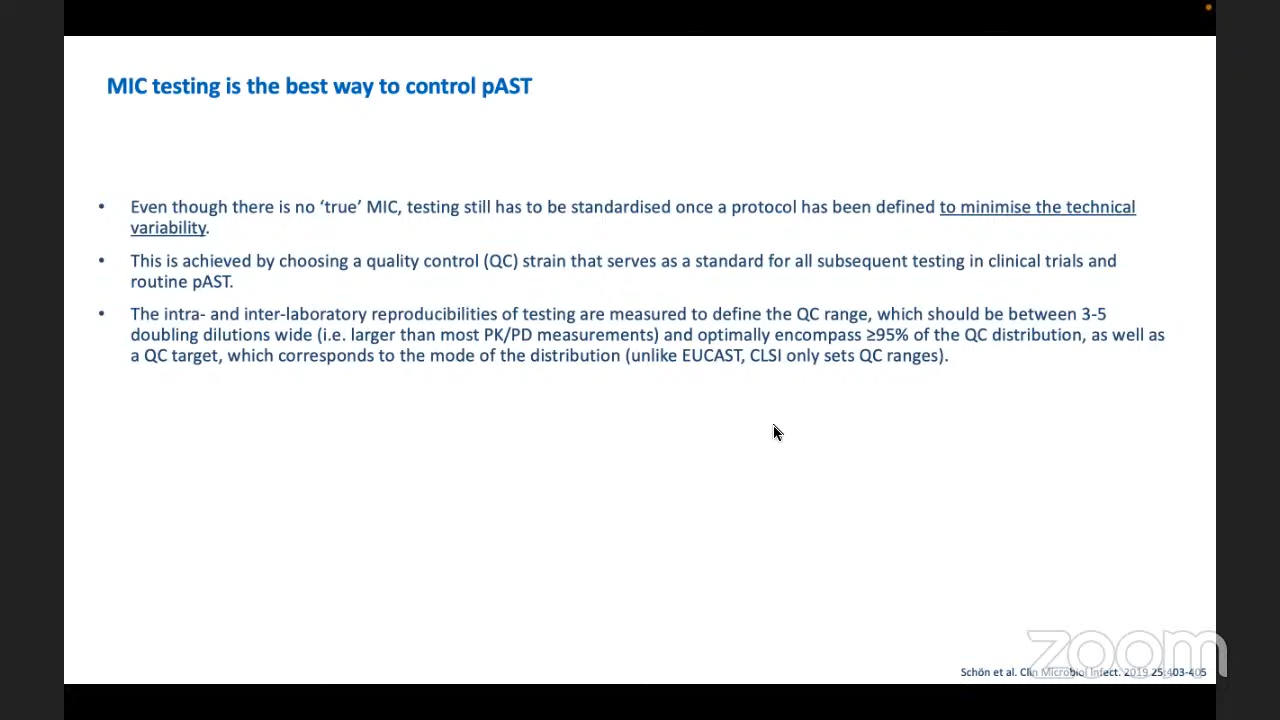 MIC testing is the best way to control pAST
• Even though there is no ‘true’ MIC, testing still has to be standardised once a protocol has been defined to minimise the technical
variability.
• This is achieved by choosing a quality control (QC) strain that serves as a standard for all subsequent testing in clinical trials and
routine pAST.
• The intra- and inter-laboratory reproducibilities of testing are measured to define the QC range, which should be between 3-5
doubling dilutions wide (i.e. larger than most PK/PD measurements) and optimally encompass ≥95% of the QC distribution, as well as
a QC target, which corresponds to the mode of the distribution (unlike EUCAST, CLSI only sets QC ranges).
zoom
Schön et al. Clin Microbiol Infect. 2019 25:403-405